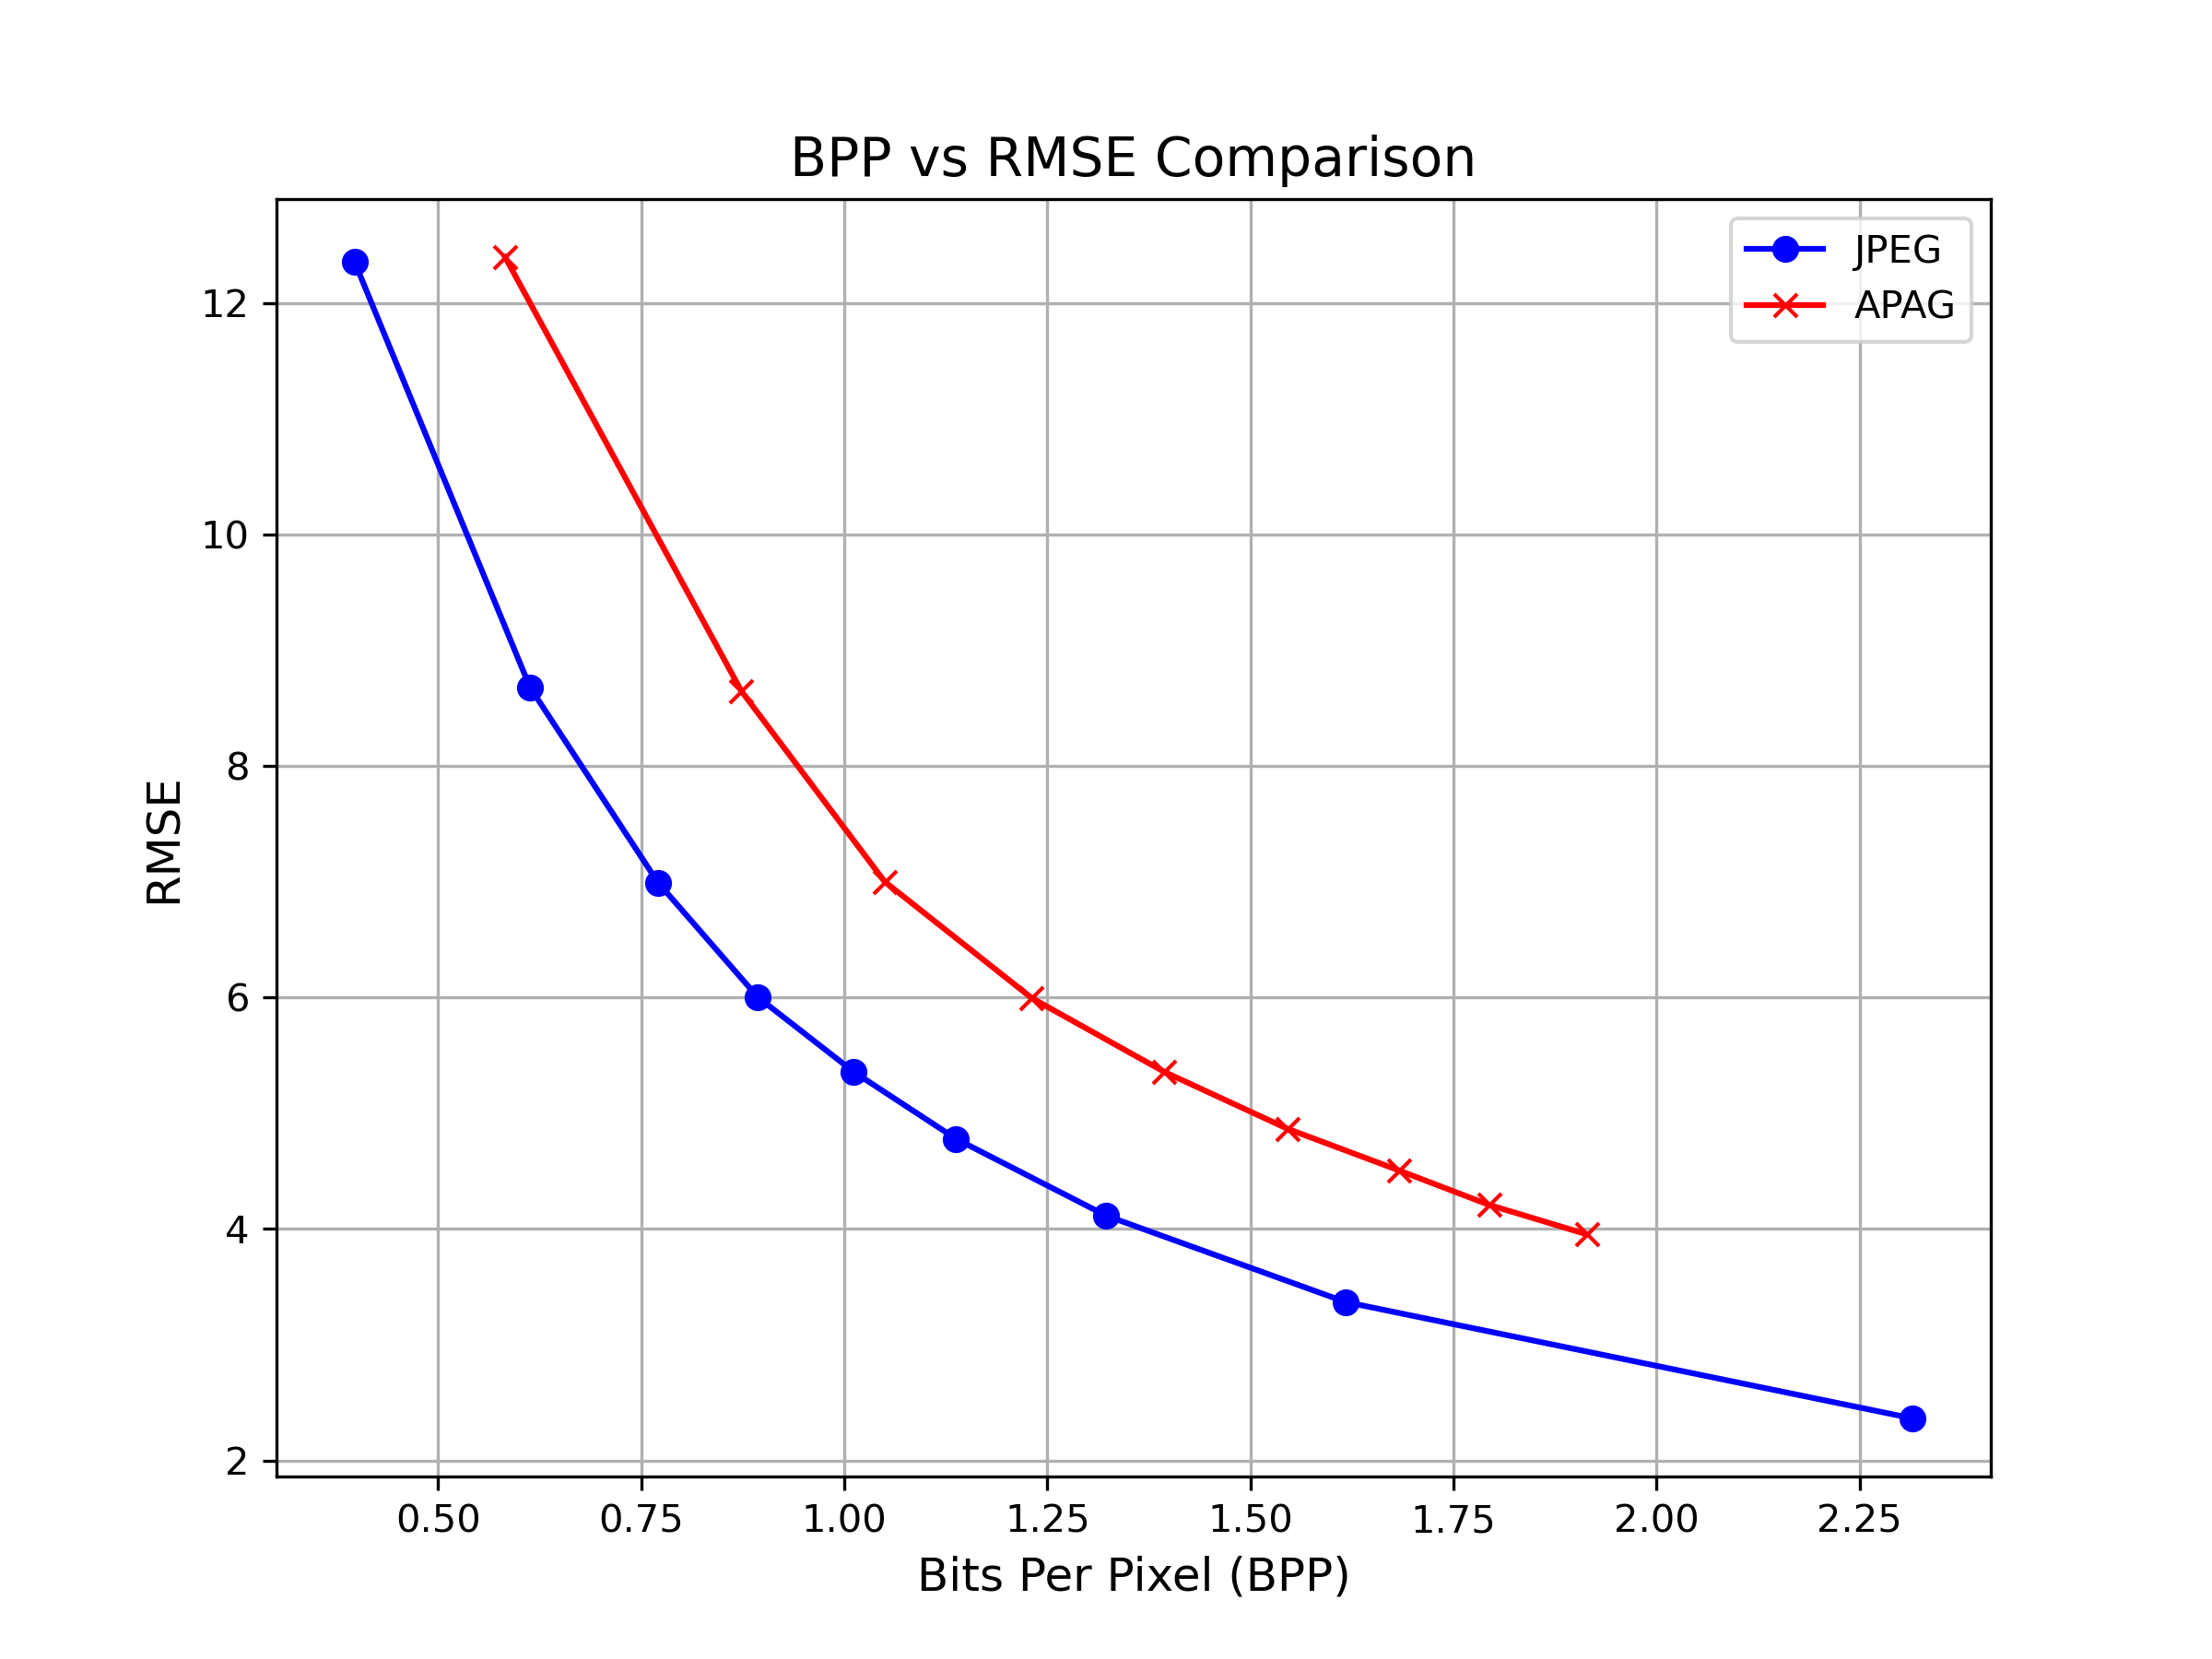 BPP vs RMSE Comparison
JPEG
APAG
12
10
8
6
4
2
RMSE
0.50 0.75 1.00 1.25 1.50 1.75 2.00 2.25
Bits Per Pixel (BPP)